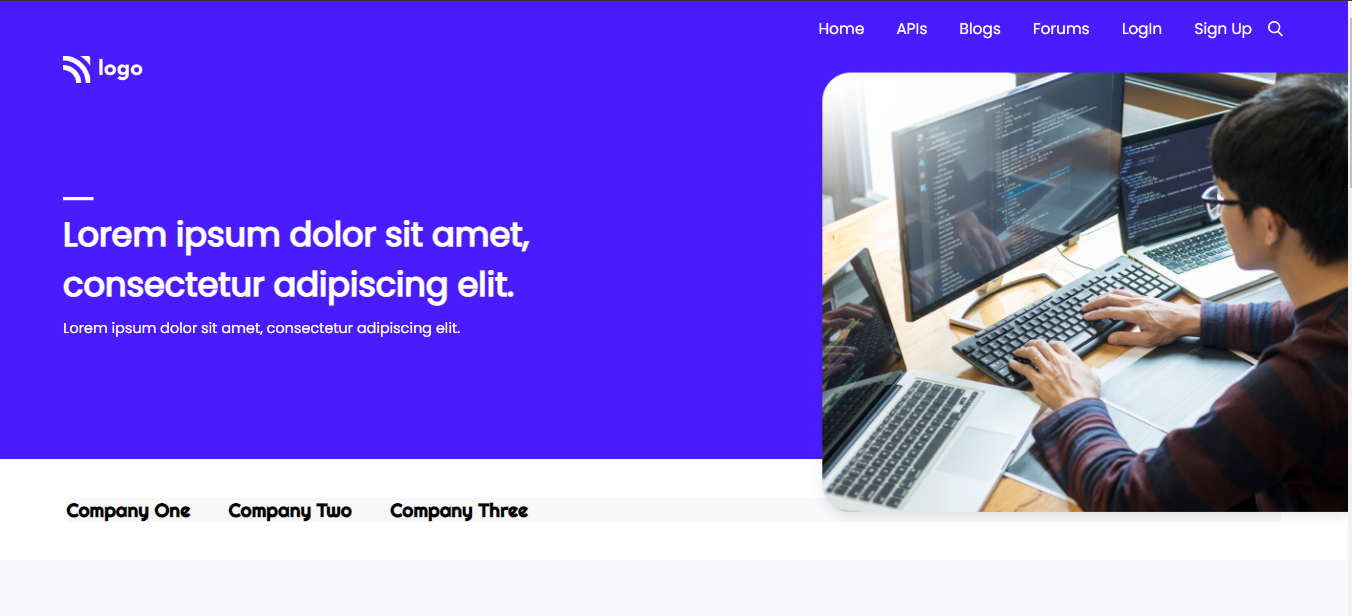 Home APIs Blogs Forums LogIn Sign Up
logo
Lorem ipsum dolor sit amet,
consectetur adipiscing elit.
Lorem ipsum dolor sit amet, consectetur adipiscing elit.
Company One Company Two Company Three